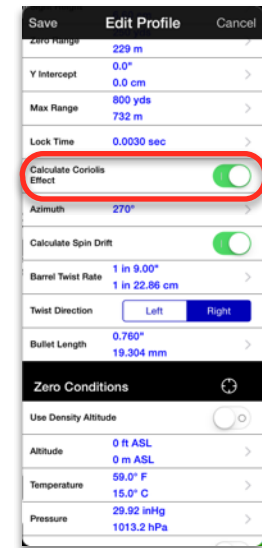 Save Edit Profile Cancel
Zero Range
229 m
Y Intercept 0.0"
0.0 cm
Max Range 800 yds
732 m
Lock Time 0.0030 sec
Calculate Coriolis
Effect
Azimuth 270°
Calculate Spin Drift
Barrel Twist Rate 1 in 9.00"
1 in 22.86 cm
Twist Direction Left Right
Bullet Length 0.760"
19.304 mm
Zero Conditions
Use Density Altitude
Altitude 0 ft ASL
0 m ASL
Temperature 59.0° F
15.0° C
Pressure 29.92 inHg
1013.2 hPa